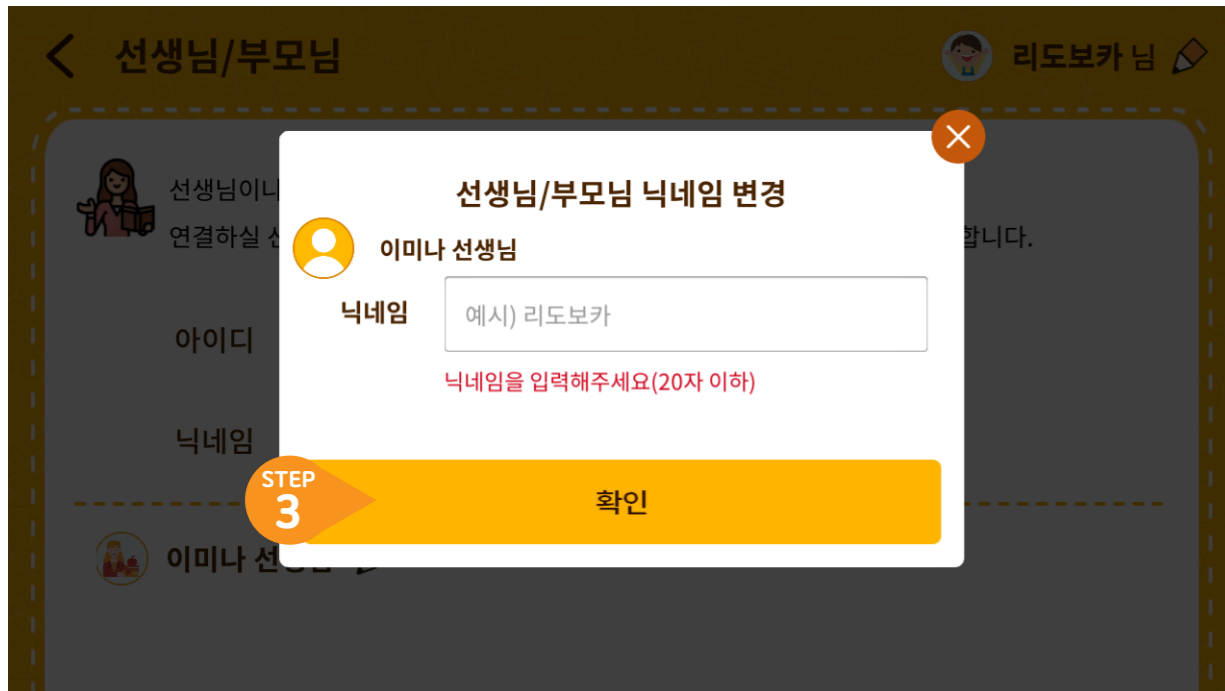 선생님/부모님
리도보카 님
선생님이나
연결하실 선
합니다.
선생님/부모님 닉네임 변경
이미나 선생님
닉네임
예시) 리도보카
닉네임을 입력해주세요(20자 이하)
아이디
닉네임
STEP
3
확인
이미나 선생님